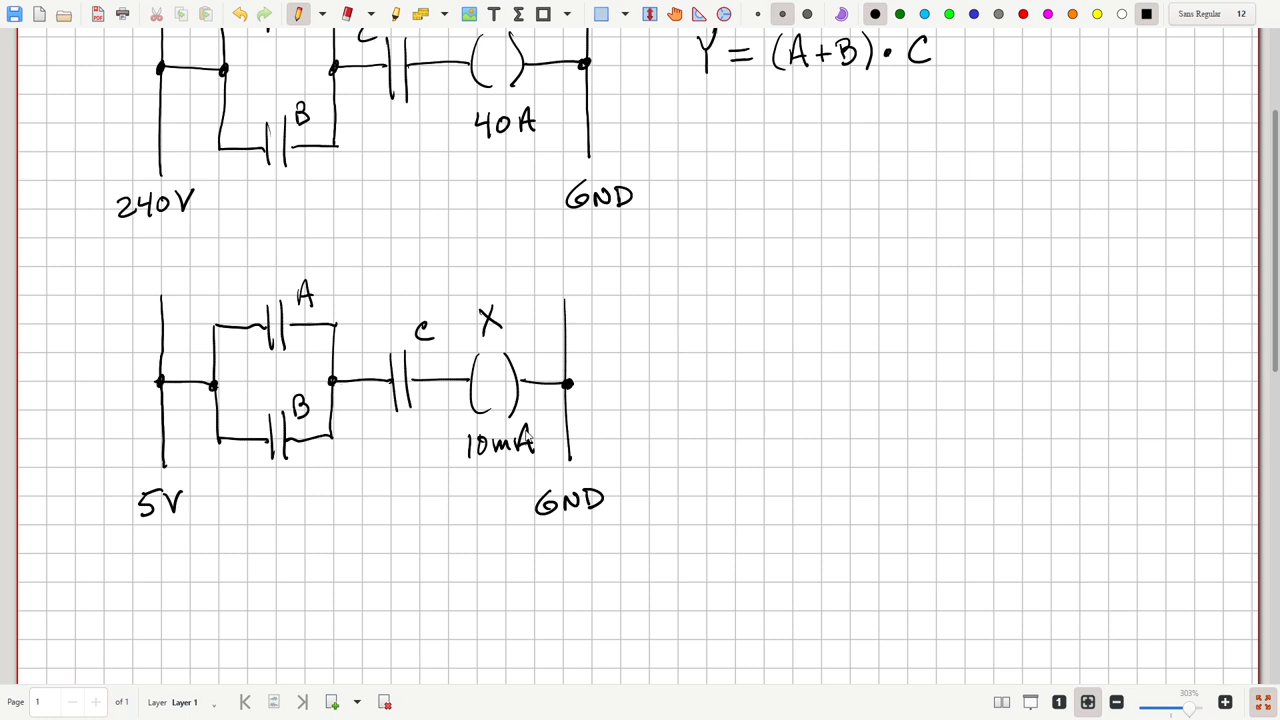 Sans Regular 12
C
Y = (A+B) • C
B
40A
240V
GND
A
X
C
B
10mA
5V
GND
Page 1 of 1 Layer Layer 1 303%